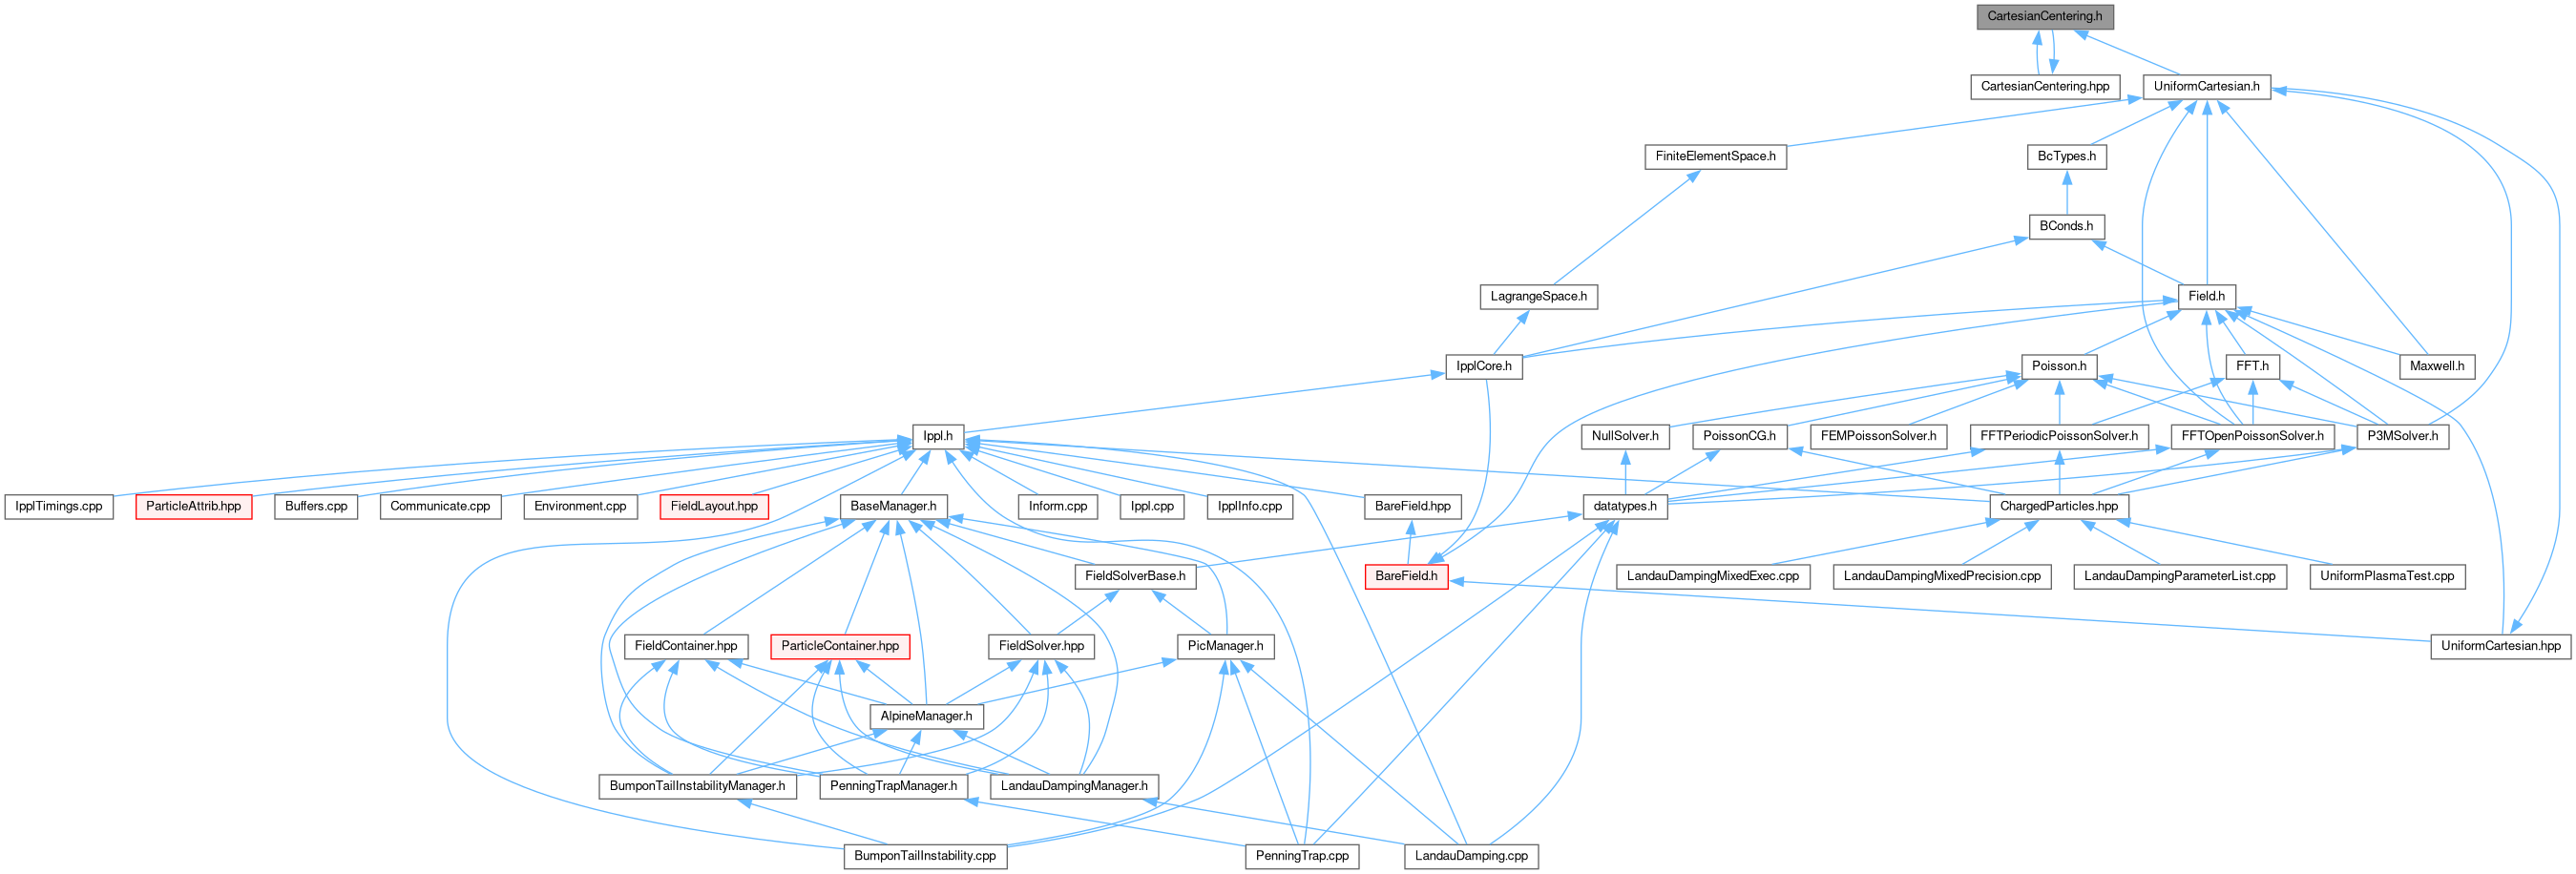 CartesianCentering.h
CartesianCentering.hpp
UniformCartesian.h
FiniteElementSpace.h
BcTypes.h
BConds.h
LagrangeSpace.h
Field.h
IpplCore.h
Poisson.h
FFT.h
Maxwell.h
Ippl.h
NullSolver.h
PoissonCG.h
FEMPoissonSolver.h
FFTPeriodicPoissonSolver.h
FFTOpenPoissonSolver.h
P3MSolver.h
IpplTimings.cpp
ParticleAttrib.hpp
Buffers.cpp
Communicate.cpp
Environment.cpp
FieldLayout.hpp
BaseManager.h
Inform.cpp
Ippl.cpp
IpplInfo.cpp
BareField.hpp
datatypes.h
ChargedParticles.hpp
FieldSolverBase.h
BareField.h
LandauDampingMixedExec.cpp
LandauDampingMixedPrecision.cpp
LandauDampingParameterList.cpp
UniformPlasmaTest.cpp
FieldContainer.hpp
ParticleContainer.hpp
FieldSolver.hpp
PicManager.h
UniformCartesian.hpp
AlpineManager.h
BumponTailInstabilityManager.h
PenningTrapManager.h
LandauDampingManager.h
BumponTailInstability.cpp
PenningTrap.cpp
LandauDamping.cpp